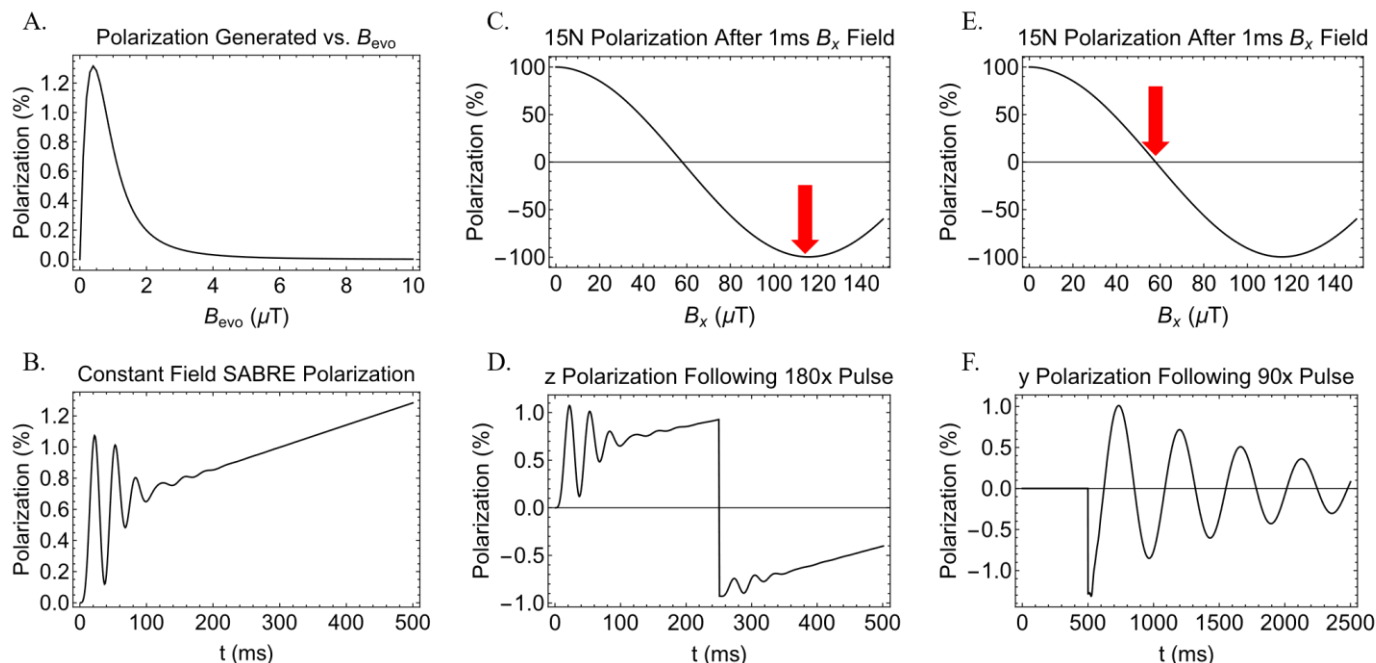 A.
Polarization Generated vs. B_evo
Polarization (%)
1.2
1.0
0.8
0.6
0.4
0.2
0.0
0 2 4 6 8 10
B_evo (μT)
B.
Constant Field SABRE Polarization
Polarization (%)
1.2
1.0
0.8
0.6
0.4
0.2
0.0
0 100 200 300 400 500
t (ms)
C.
15N Polarization After 1ms B_x Field
Polarization (%)
100
50
0
−50
−100
0 20 40 60 80 100 120 140
B_x (μT)
D.
z Polarization Following 180x Pulse
Polarization (%)
1.0
0.5
0.0
−0.5
−1.0
0 100 200 300 400 500
t (ms)
E.
15N Polarization After 1ms B_x Field
Polarization (%)
100
50
0
−50
−100
0 20 40 60 80 100 120 140
B_x (μT)
F.
y Polarization Following 90x Pulse
Polarization (%)
1.0
0.5
0.0
−0.5
−1.0
0 500 1000 1500 2000 2500
t (ms)